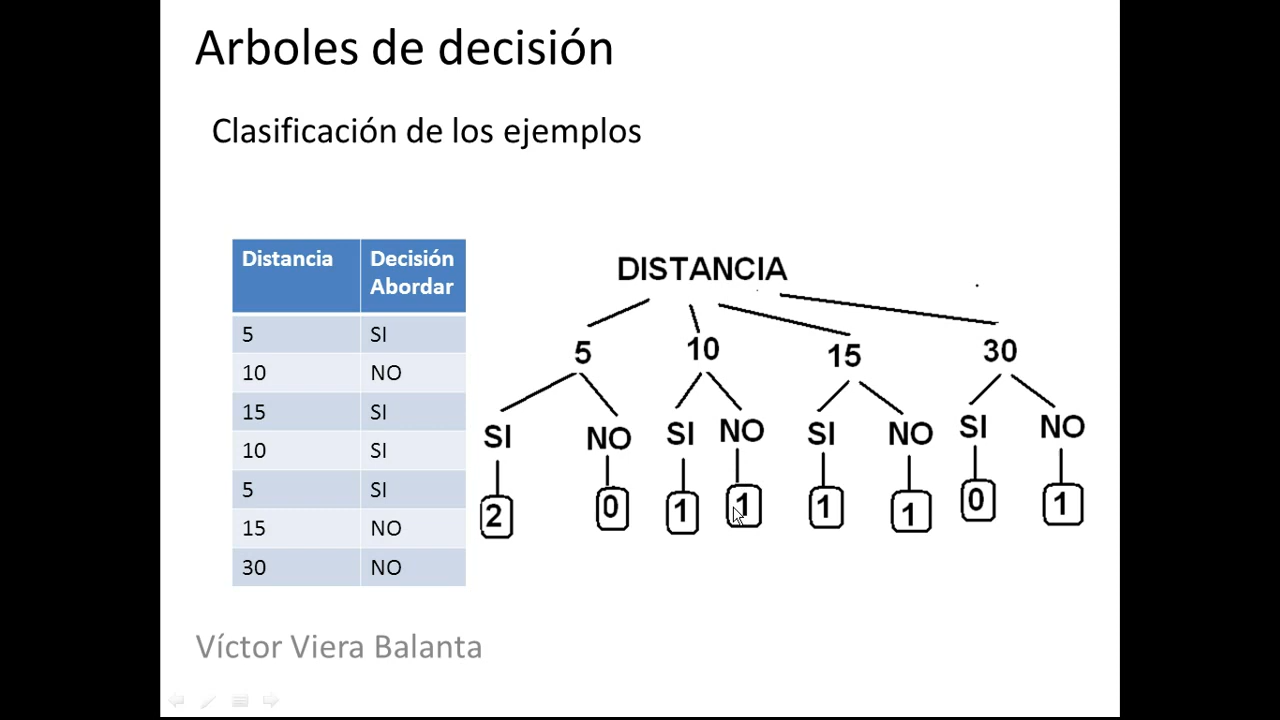 Arboles de decisión
Clasificación de los ejemplos
Distancia Decisión Abordar
5 SI
10 NO
15 SI
10 SI
5 SI
15 NO
30 NO
DISTANCIA
5 10 15 30
SI NO SI NO SI NO SI NO
2 0 1 1 1 1 0 1
Víctor Viera Balanta